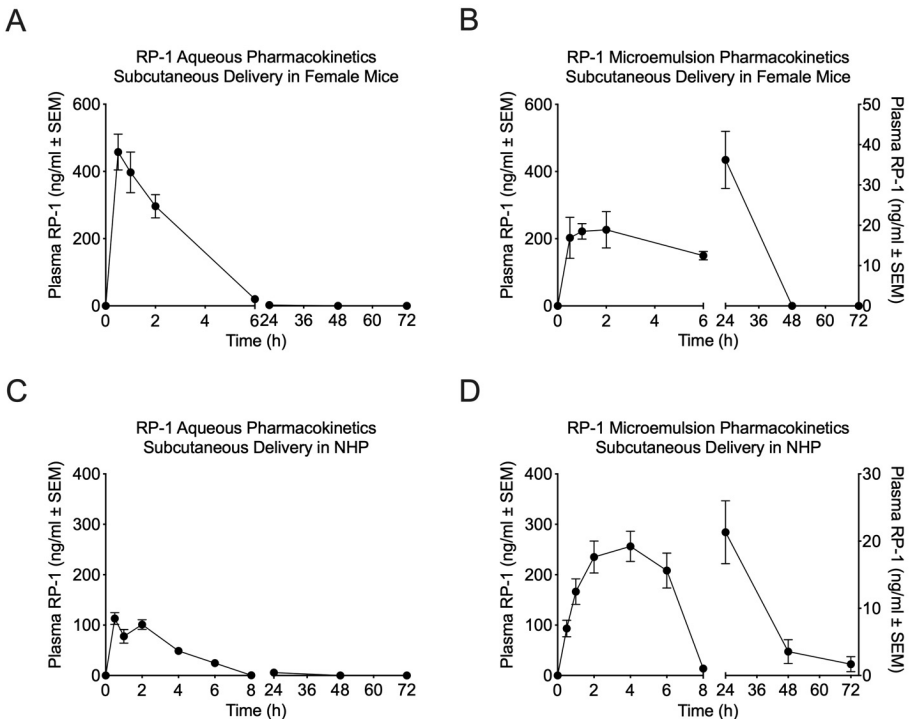 A
RP-1 Aqueous Pharmacokinetics
Subcutaneous Delivery in Female Mice
Plasma RP-1 (ng/ml ± SEM)
600
400
200
0
0 2 4 6 24 36 48 60 72
Time (h)
B
RP-1 Microemulsion Pharmacokinetics
Subcutaneous Delivery in Female Mice
Plasma RP-1 (ng/ml ± SEM)
600
400
200
0
0 2 4 6 24 36 48 60 72
Time (h)
50
40
30
20
10
0
Plasma RP-1 (ng/ml ± SEM)
C
RP-1 Aqueous Pharmacokinetics
Subcutaneous Delivery in NHP
Plasma RP-1 (ng/ml ± SEM)
400
300
200
100
0
0 2 4 6 8 24 36 48 60 72
Time (h)
D
RP-1 Microemulsion Pharmacokinetics
Subcutaneous Delivery in NHP
Plasma RP-1 (ng/ml ± SEM)
400
300
200
100
0
0 2 4 6 8 24 36 48 60 72
Time (h)
30
20
10
0
Plasma RP-1 (ng/ml ± SEM)